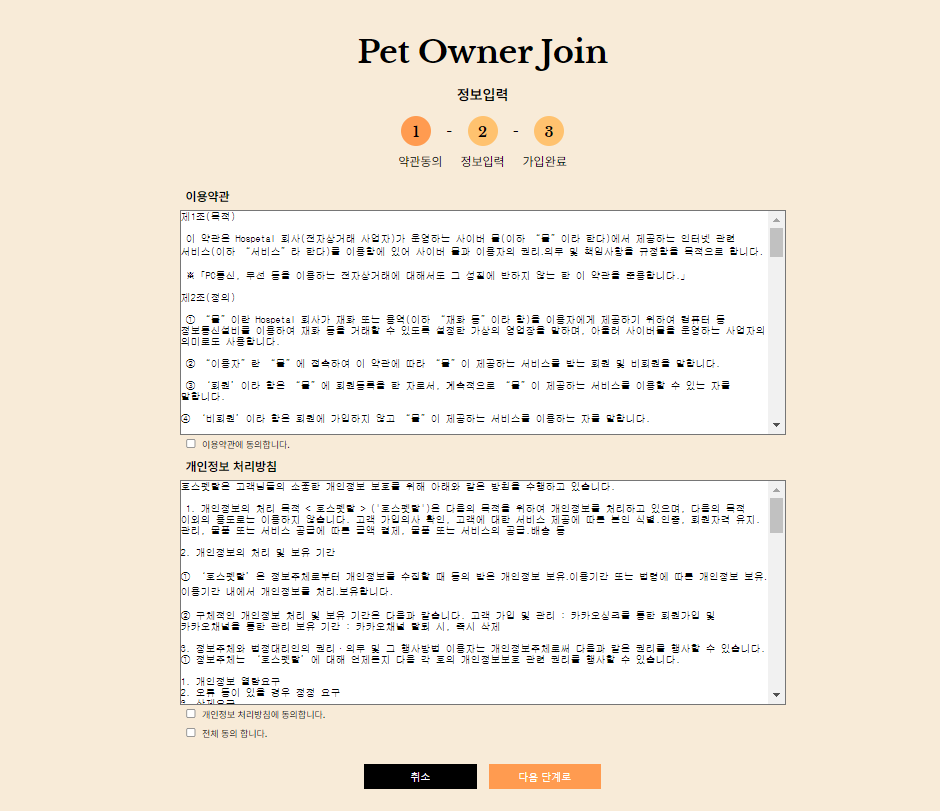 Pet Owner Join
정보입력
1 - 2 - 3
약관동의 정보입력 가입완료
이용약관
제1조(목적)
이 약관은 Hospetal 회사(전자상거래 사업자)가 운영하는 사이버 몰(이하 “몰”이라 한다)에서 제공하는 인터넷 관련
서비스(이하 “서비스”라 한다)를 이용함에 있어 사이버 몰과 이용자의 권리.의무 및 책임사항을 규정함을 목적으로 합니다.
※「PC통신, 무선 등을 이용하는 전자상거래에 대해서도 그 성질에 반하지 않는 한 이 약관을 준용합니다.」
제2조(정의)
① “몰”이란 Hospetal 회사가 재화 또는 용역(이하 “재화 등”이라 함)을 이용자에게 제공하기 위하여 컴퓨터 등
정보통신설비를 이용하여 재화 등을 거래할 수 있도록 설정한 가상의 영업장을 말하며, 아울러 사이버몰을 운영하는 사업자의
의미로도 사용합니다.
② “이용자”란 “몰”에 접속하여 이 약관에 따라 “몰”이 제공하는 서비스를 받는 회원 및 비회원을 말합니다.
③ ‘회원’이라 함은 “몰”에 회원등록을 한 자로서, 계속적으로 “몰”이 제공하는 서비스를 이용할 수 있는 자를
말합니다.
④ ‘비회원’이라 함은 회원에 가입하지 않고 “몰”이 제공하는 서비스를 이용하는 자를 말합니다.
이용약관에 동의합니다.
개인정보 처리방침
호스펫탈은 고객님들의 소중한 개인정보 보호를 위해 아래와 같은 방침을 수행하고 있습니다.
1. 개인정보의 처리 목적 < 호스펫탈 > ('호스펫탈')은 다음의 목적을 위하여 개인정보를 처리하고 있으며, 다음의 목적
이외의 용도로는 이용하지 않습니다. 고객 가입의사 확인, 고객에 대한 서비스 제공에 따른 본인 식별.인증, 회원자격 유지.
관리, 물품 또는 서비스 공급에 따른 금액 결제, 물품 또는 서비스의 공급.배송 등
2. 개인정보의 처리 및 보유 기간
① ‘호스펫탈’은 정보주체로부터 개인정보를 수집할 때 동의 받은 개인정보 보유.이용기간 또는 법령에 따른 개인정보 보유.
이용기간 내에서 개인정보를 처리.보유합니다.
② 구체적인 개인정보 처리 및 보유 기간은 다음과 같습니다. 고객 가입 및 관리 : 카카오싱크를 통한 회원가입 및
카카오채널을 통한 관리 보유 기간 : 카카오채널 탈퇴 시, 즉시 삭제
3. 정보주체와 법정대리인의 권리·의무 및 그 행사방법 이용자는 개인정보주체로써 다음과 같은 권리를 행사할 수 있습니다.
① 정보주체는 ‘호스펫탈’에 대해 언제든지 다음 각 호의 개인정보보호 관련 권리를 행사할 수 있습니다.
1. 개인정보 열람요구
2. 오류 등이 있을 경우 정정 요구
3. 삭제요구
개인정보 처리방침에 동의합니다.
전체 동의 합니다.
취소 다음 단계로